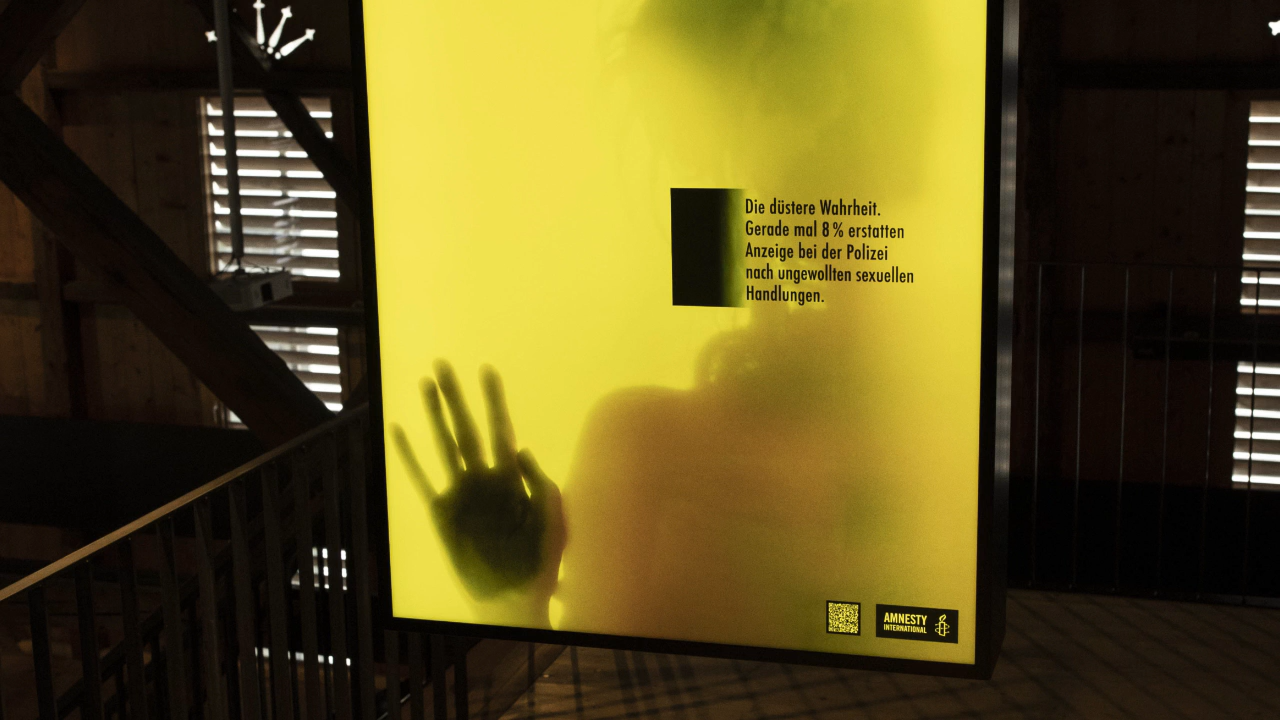 Die düstere Wahrheit.
Gerade mal 8 % erstatten
Anzeige bei der Polizei
nach ungewollten sexuellen
Handlungen.
AMNESTY
INTERNATIONAL